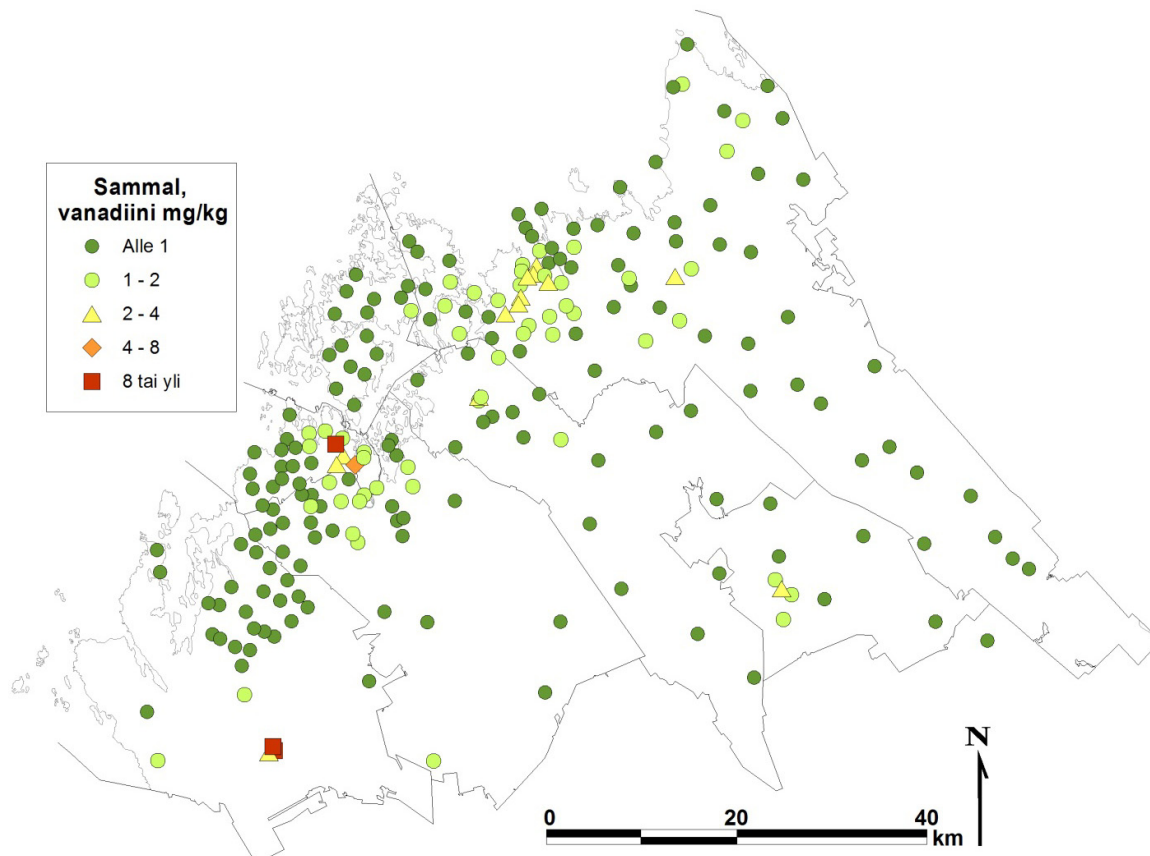 Sammal,
vanadiini mg/kg
Alle 1
1 - 2
2 - 4
4 - 8
8 tai yli
N
0 20 40
km